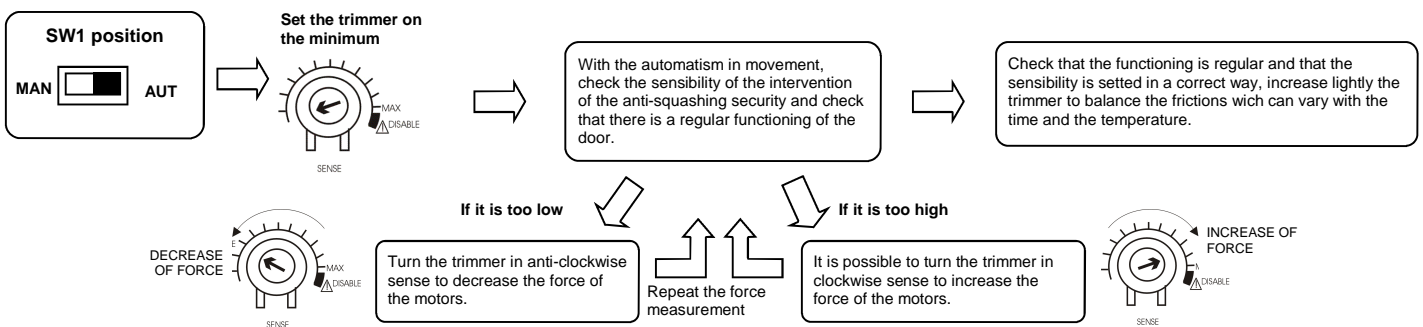 SW1 position
MAN
AUT
Set the trimmer on
the minimum
MAX
DISABLE
SENSE
With the automatism in movement,
check the sensibility of the intervention
of the anti-squashing security and check
that there is a regular functioning of the
door.
Check that the functioning is regular and that the
sensibility is setted in a correct way, increase lightly the
trimmer to balance the frictions wich can vary with the
time and the temperature.
If it is too low
If it is too high
DECREASE
OF FORCE
E
MAX
DISABLE
SENSE
Turn the trimmer in anti-clockwise
sense to decrease the force of
the motors.
Repeat the force
measurement
It is possible to turn the trimmer in
clockwise sense to increase the
force of the motors.
INCREASE OF
FORCE
M
DISABLE
SENSE